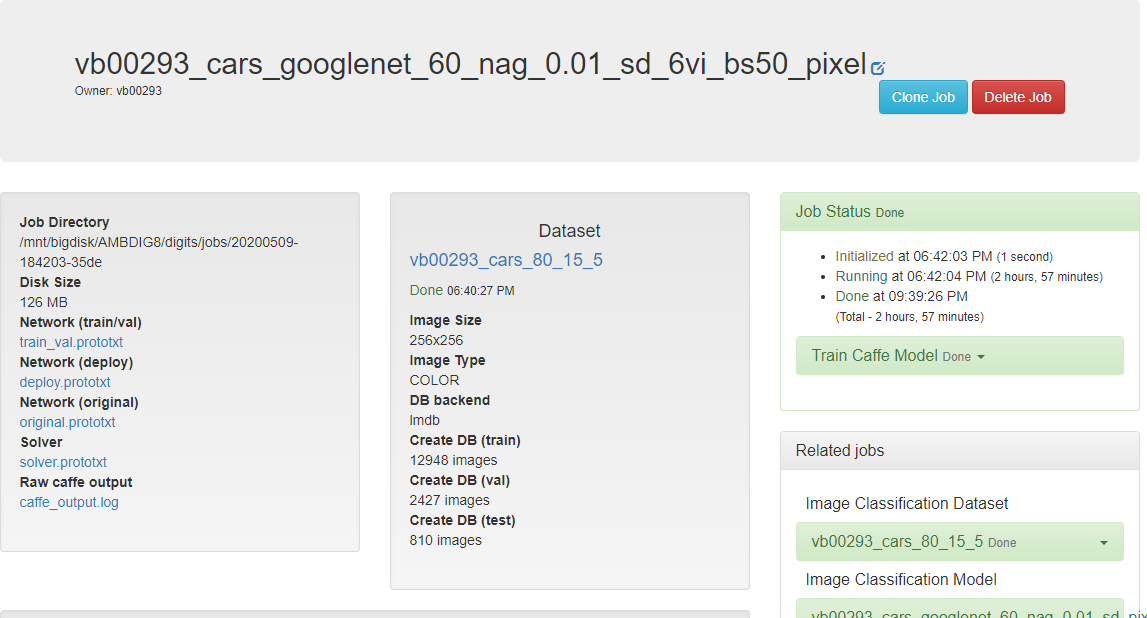 vb00293_cars_googlenet_60_nag_0.01_sd_6vi_bs50_pixel
Owner: vb00293
Clone Job
Delete Job
Job Directory
/mnt/bigdisk/AMBDIG8/digits/jobs/20200509-
184203-35de
Disk Size
126 MB
Network (train/val)
train_val.prototxt
Network (deploy)
deploy.prototxt
Network (original)
original.prototxt
Solver
solver.prototxt
Raw caffe output
caffe_output.log
Dataset
vb00293_cars_80_15_5
Done 06:40:27 PM
Image Size
256x256
Image Type
COLOR
DB backend
lmdb
Create DB (train)
12948 images
Create DB (val)
2427 images
Create DB (test)
810 images
Job Status Done
Initialized at 06:42:03 PM (1 second)
Running at 06:42:04 PM (2 hours, 57 minutes)
Done at 09:39:26 PM
(Total - 2 hours, 57 minutes)
Train Caffe Model Done
Related jobs
Image Classification Dataset
vb00293_cars_80_15_5 Done
Image Classification Model
vb00293_cars_googlenet_60_nag_0.01_sd_pix